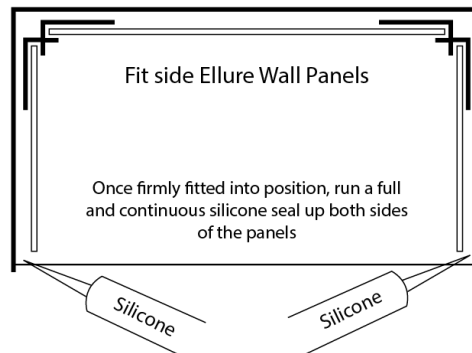 Fit side Ellure Wall Panels
Once firmly fitted into position, run a full
and continuous silicone seal up both sides
of the panels
Silicone
Silicone